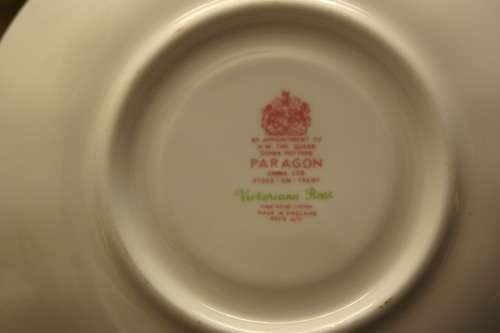 BY APPOINTMENT TO
H.M. THE QUEEN
CHINA POTTERS
PARAGON
CHINA LTD
STOKE-ON-TRENT
Victoriana Rose
FINE BONE CHINA
MADE IN ENGLAND